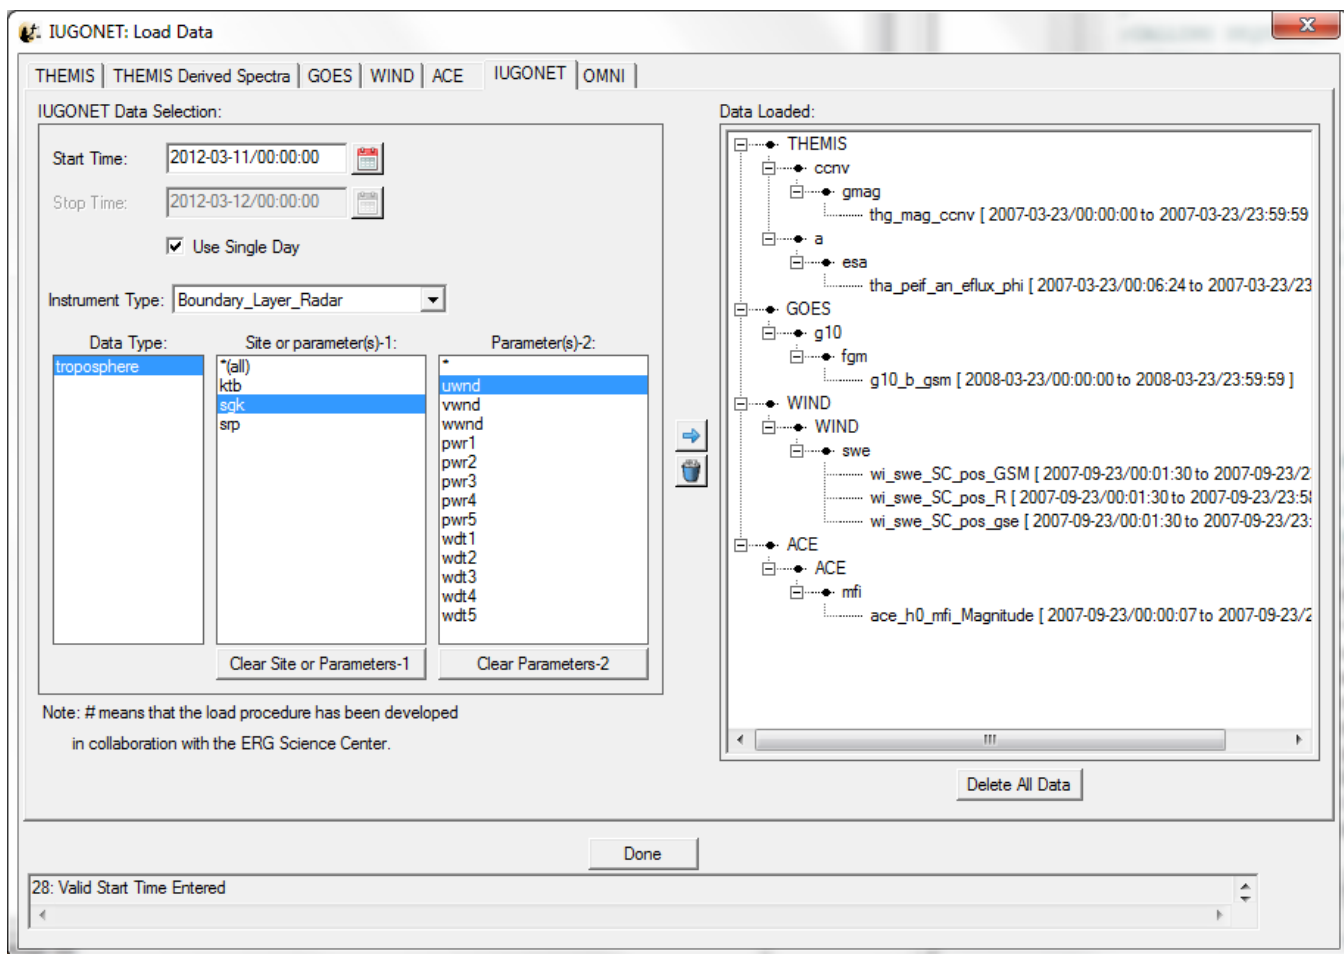 IUGONET: Load Data
THEMIS THEMIS Derived Spectra GOES WIND ACE IUGONET OMNI
IUGONET Data Selection:
Start Time: 2012-03-11/00:00:00
Stop Time: 2012-03-12/00:00:00
Use Single Day
Instrument Type: Boundary_Layer_Radar
Data Type:
troposphere
Site or parameter(s)-1:
*(all)
ktb
sgk
srp
Clear Site or Parameters-1
Parameter(s)-2:
*
uwnd
vwnd
wwnd
pwr1
pwr2
pwr3
pwr4
pwr5
wdt1
wdt2
wdt3
wdt4
wdt5
Clear Parameters-2
Note: # means that the load procedure has been developed
in collaboration with the ERG Science Center.
Data Loaded:
THEMIS
ccnv
gmag
thg_mag_ccnv [ 2007-03-23/00:00:00 to 2007-03-23/23:59:59
a
esa
tha_peif_an_eflux_phi [ 2007-03-23/00:06:24 to 2007-03-23/23
GOES
g10
fgm
g10_b_gsm [ 2008-03-23/00:00:00 to 2008-03-23/23:59:59 ]
WIND
WIND
swe
wi_swe_SC_pos_GSM [ 2007-09-23/00:01:30 to 2007-09-23/2
wi_swe_SC_pos_R [ 2007-09-23/00:01:30 to 2007-09-23/23:58
wi_swe_SC_pos_gse [ 2007-09-23/00:01:30 to 2007-09-23/23:
ACE
ACE
mfi
ace_h0_mfi_Magnitude [ 2007-09-23/00:00:07 to 2007-09-23/2
Delete All Data
Done
28: Valid Start Time Entered